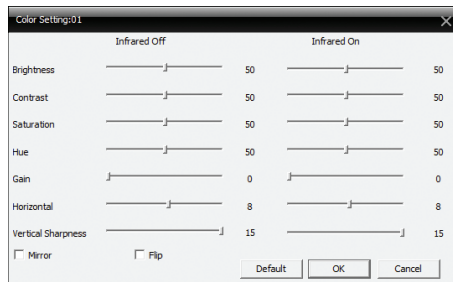 Color Setting:01
Infrared Off Infrared On
Brightness 50 50
Contrast 50 50
Saturation 50 50
Hue 50 50
Gain 0 0
Horizontal 8 8
Vertical Sharpness 15 15
Mirror Flip
Default OK Cancel